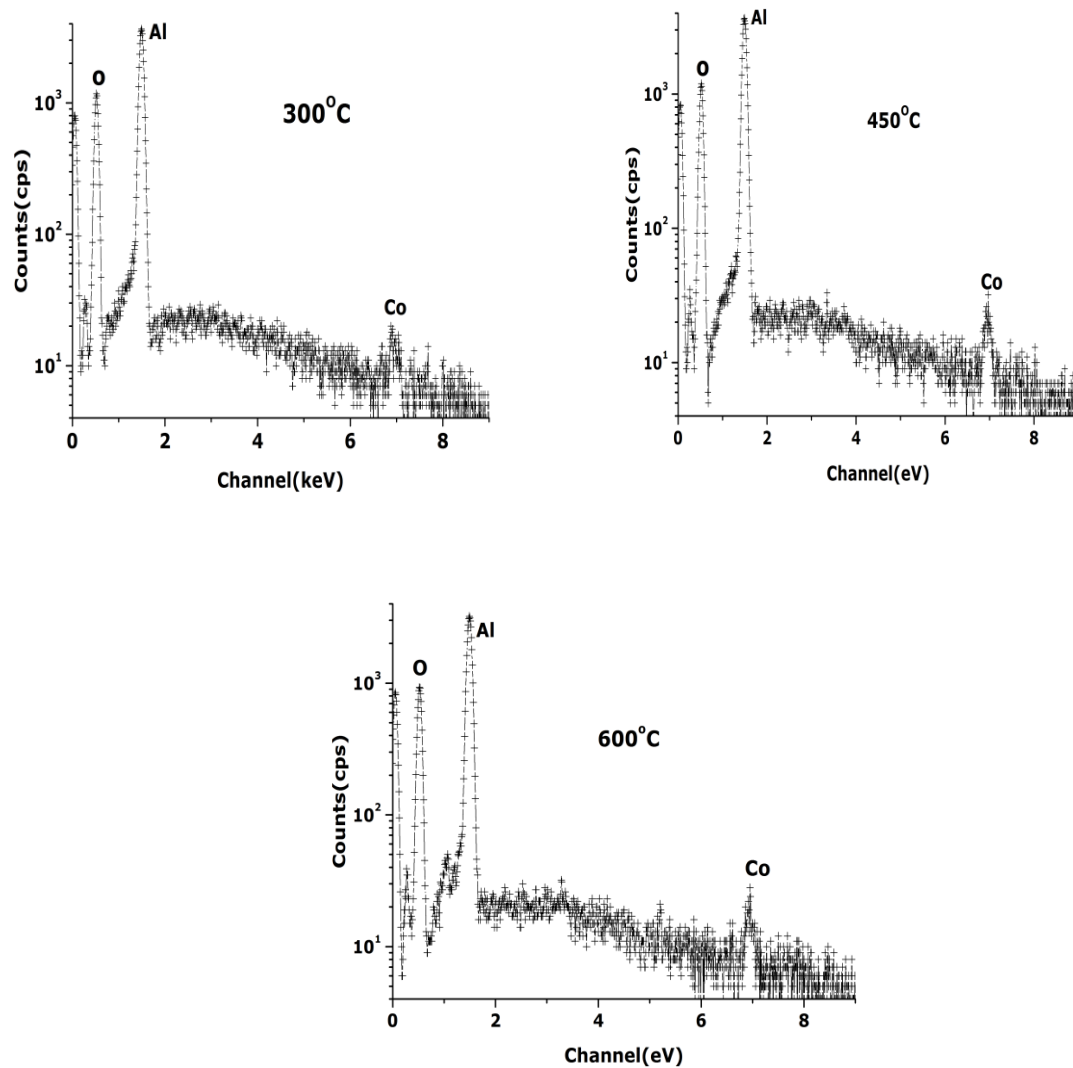 Al
O
10³
300°C
Counts(cps)
10²
Co
10¹
0 2 4 6 8
Channel(keV)
Al
O
10³
450°C
Counts(cps)
10²
Co
10¹
0 2 4 6 8
Channel(eV)
Al
O
10³
600°C
Counts(cps)
10²
Co
10¹
0 2 4 6 8
Channel(eV)